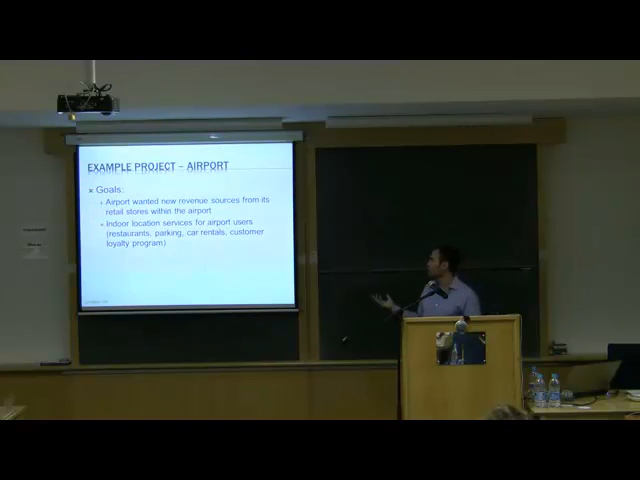 EXAMPLE PROJECT – AIRPORT
Goals:
Airport wanted new revenue sources from its
retail stores within the airport
Indoor location services for airport users
(restaurants, parking, car rentals, customer
loyalty program)